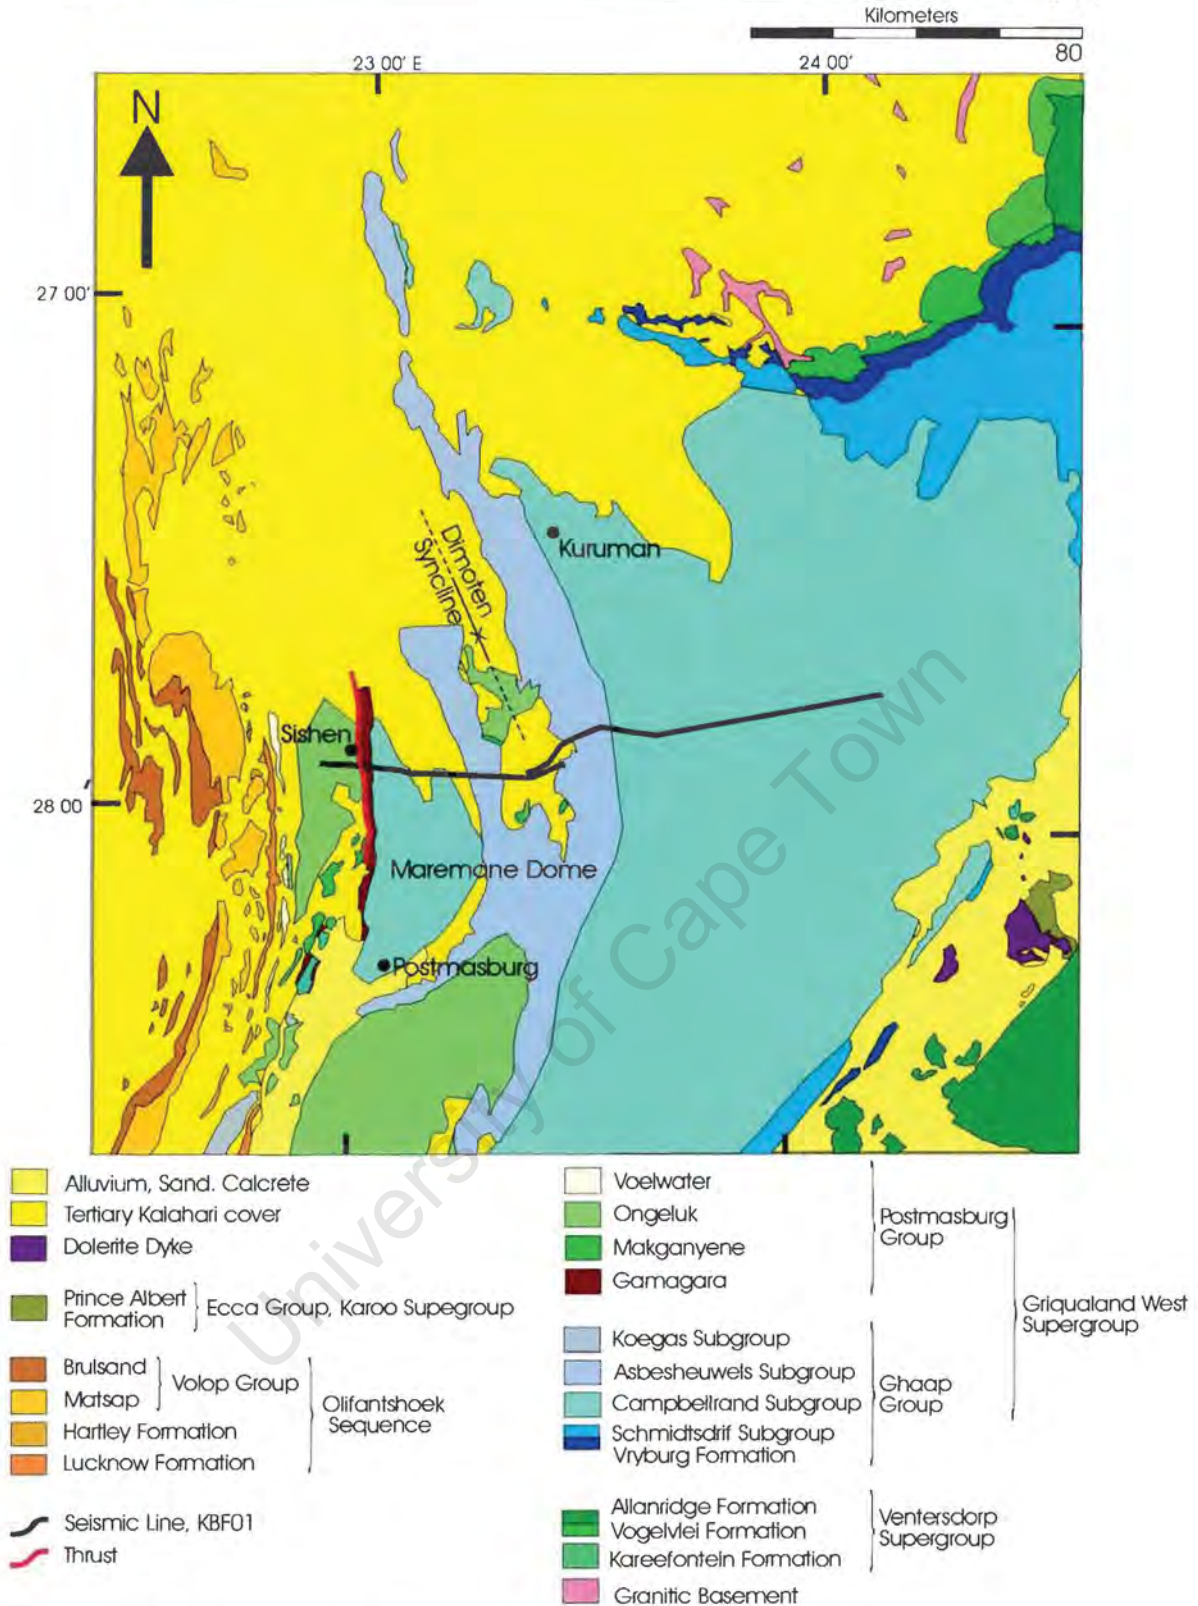 Kilometers
80
23 00' E
24 00'
N
27 00'
Dimoten
Syncline
Kuruman
Sishen
28 00'
Maremane Dome
Postmasburg
University of Cape Town
Alluvium, Sand. Calcrete
Tertiary Kalahari cover
Dolerite Dyke
Prince Albert
Formation
Ecca Group, Karoo Supegroup
Brulsand
Matsap
Volop Group
Hartley Formation
Lucknow Formation
Olifantshoek
Sequence
Seismic Line, KBF01
Thrust
Voelwater
Ongeluk
Makganyene
Gamagara
Postmasburg
Group
Koegas Subgroup
Asbesheuwels Subgroup
Campbellrand Subgroup
Schmidtsdrif Subgroup
Vryburg Formation
Ghaap
Group
Griqualand West
Supergroup
Allanridge Formation
Vogelvlei Formation
Kareefontein Formation
Ventersdorp
Supergroup
Granitic Basement